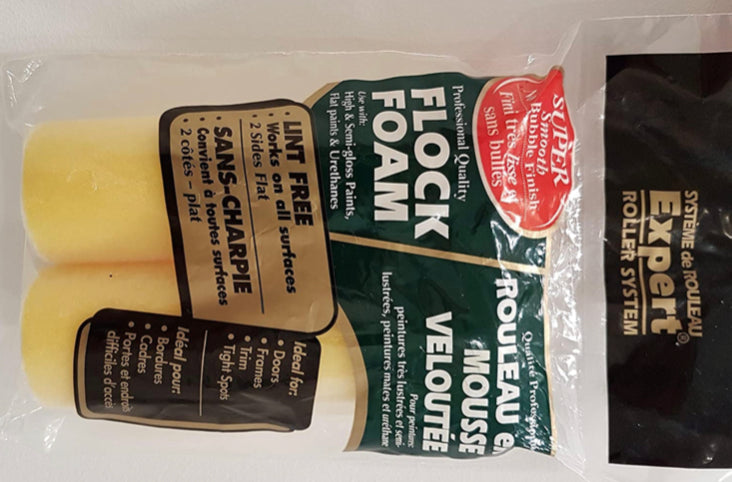 SYSTÈME de ROULEAU
Expert®
ROLLER SYSTEM
SUPER
Smooth
Bubble Finish
Fini très lisse
sans bulles
Professional Quality
FLOCK
FOAM
Use with:
High & Semi-gloss Paints,
Flat paints & Urethanes
Qualité
ROULEAU
MOUSSE
VELOUTÉE
Pour peinture:
peintures très lustrées et semi-
lustrées, peintures mates et uréthane
LINT FREE
• Works on all surfaces
• 2 Sides Flat
SANS-CHARPIE
• Convient à toutes surfaces
• 2 côtés – plat
Ideal for:
• Doors
• Frames
• Trim
• Tight Spots
Idéal pour:
• Bordures
• Cadres
• Portes et endroits
difficiles d'accès